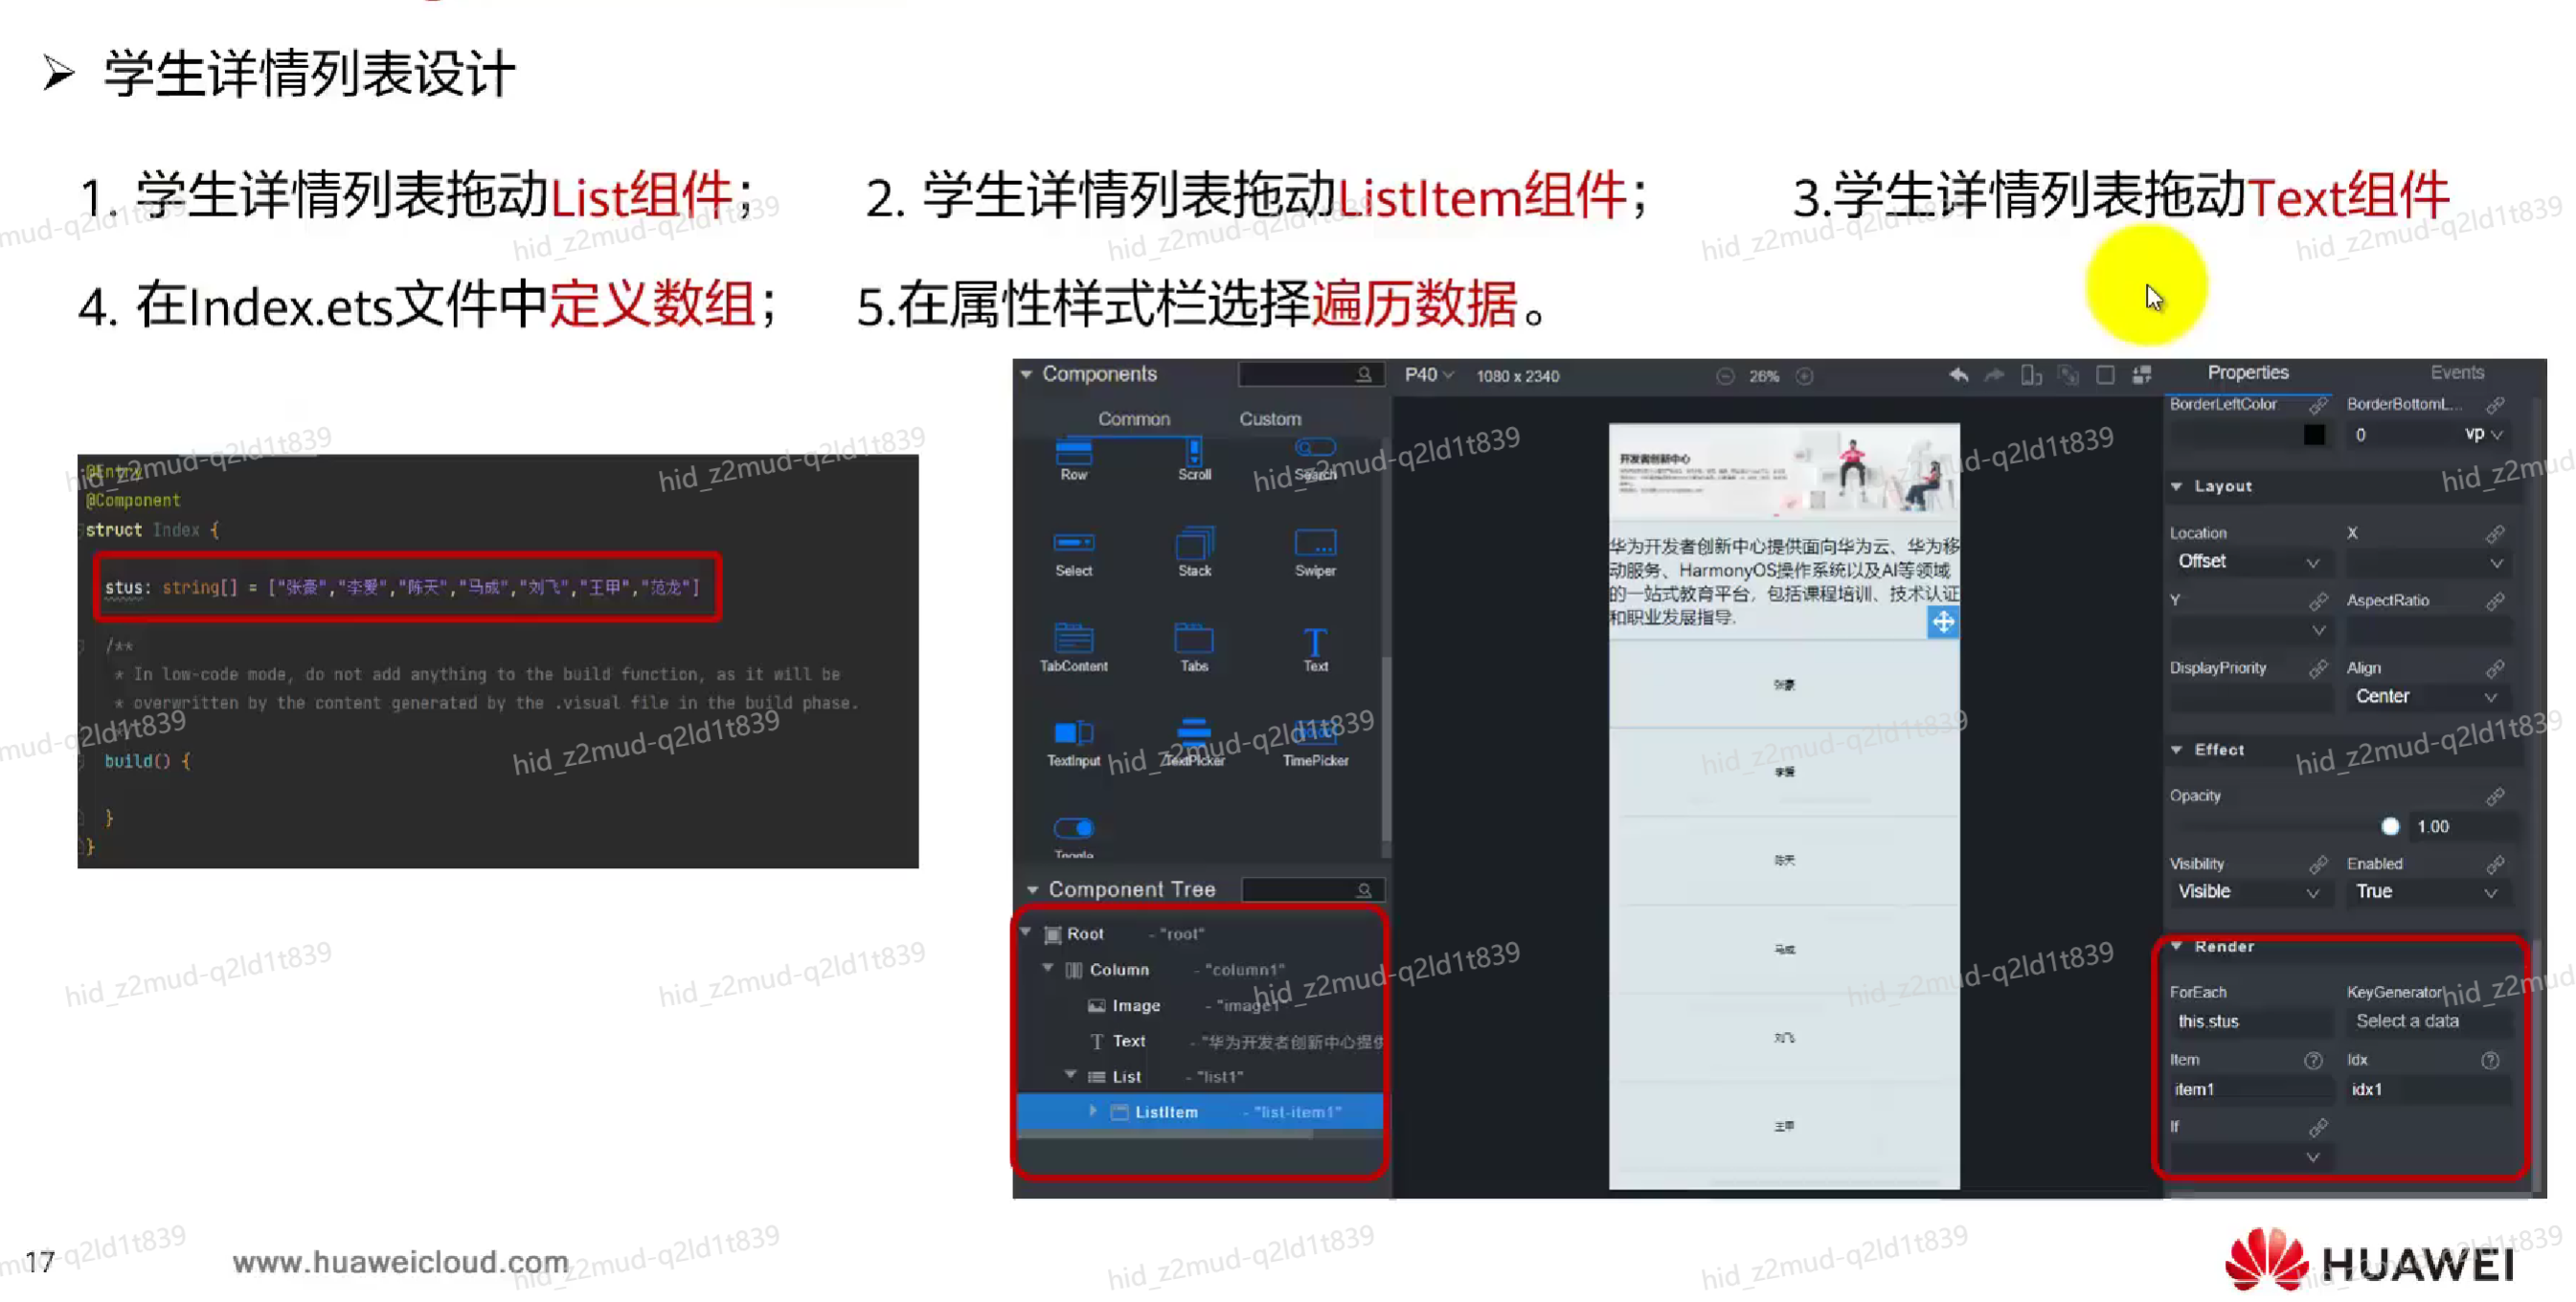 ➢ 学生详情列表设计
1. 学生详情列表拖动List组件； 2. 学生详情列表拖动ListItem组件； 3.学生详情列表拖动Text组件
4. 在Index.ets文件中定义数组； 5.在属性样式栏选择遍历数据。
@Entry
@Component
struct Index {
stus: string[] = ["张豪","李爱","陈天","马成","刘飞","王甲","范龙"]
/**
* In low-code mode, do not add anything to the build function, as it will be
* overwritten by the content generated by the .visual file in the build phase.
build() {
}
}
Components
Common Custom
Row Scroll Search
Select Stack Swiper
TabContent Tabs Text
TextInput TextPicker TimePicker
Toggle
Component Tree
Root - "root"
Column - "column1"
Image - "image1"
Text - "华为开发者创新中心提供
List - "list1"
ListItem - "list-item1"
P40 1080 x 2340 26%
开发者创新中心
华为开发者创新中心提供面向华为云、华为移
动服务、HarmonyOS操作系统以及AI等领域
的一站式教育平台，包括课程培训、技术认证
和职业发展指导.
张豪
李爱
陈天
马成
刘飞
王甲
Properties Events
BorderLeftColor BorderBottomL...
0 vp
Layout
Location X
Offset
Y AspectRatio
DisplayPriority Align
Center
Effect
Opacity
1.00
Visibility Enabled
Visible True
Render
ForEach KeyGenerator
this.stus Select a data
Item Idx
item1 idx1
If
17 www.huaweicloud.com
HUAWEI
hid_z2mud-q2ld1t839